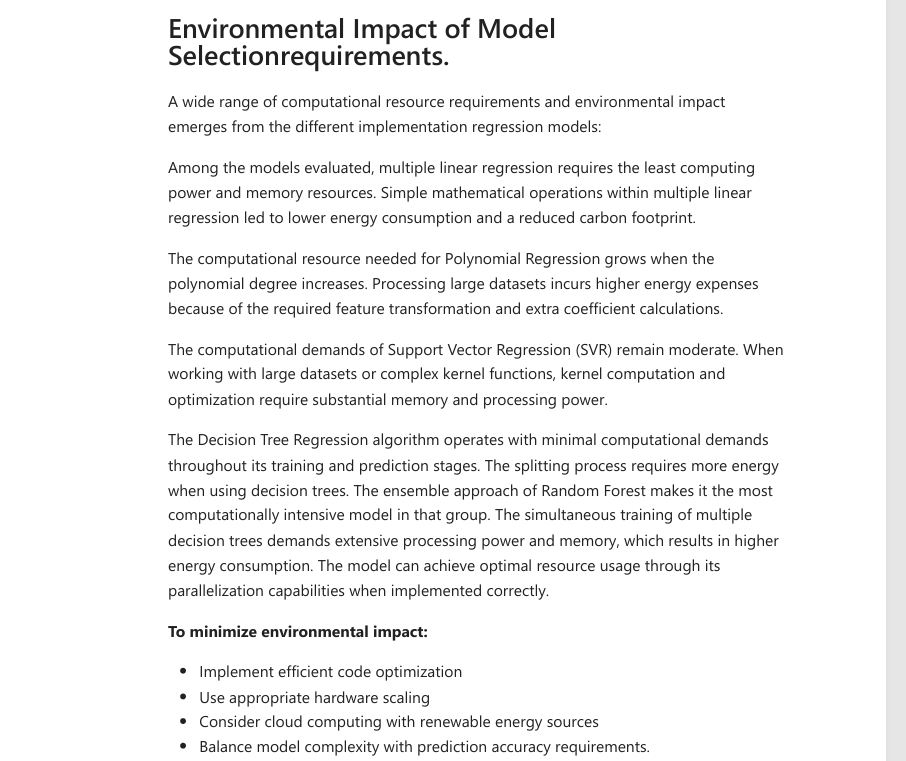 Environmental Impact of Model
Selectionrequirements.
A wide range of computational resource requirements and environmental impact
emerges from the different implementation regression models:
Among the models evaluated, multiple linear regression requires the least computing
power and memory resources. Simple mathematical operations within multiple linear
regression led to lower energy consumption and a reduced carbon footprint.
The computational resource needed for Polynomial Regression grows when the
polynomial degree increases. Processing large datasets incurs higher energy expenses
because of the required feature transformation and extra coefficient calculations.
The computational demands of Support Vector Regression (SVR) remain moderate. When
working with large datasets or complex kernel functions, kernel computation and
optimization require substantial memory and processing power.
The Decision Tree Regression algorithm operates with minimal computational demands
throughout its training and prediction stages. The splitting process requires more energy
when using decision trees. The ensemble approach of Random Forest makes it the most
computationally intensive model in that group. The simultaneous training of multiple
decision trees demands extensive processing power and memory, which results in higher
energy consumption. The model can achieve optimal resource usage through its
parallelization capabilities when implemented correctly.
To minimize environmental impact:
• Implement efficient code optimization
• Use appropriate hardware scaling
• Consider cloud computing with renewable energy sources
• Balance model complexity with prediction accuracy requirements.